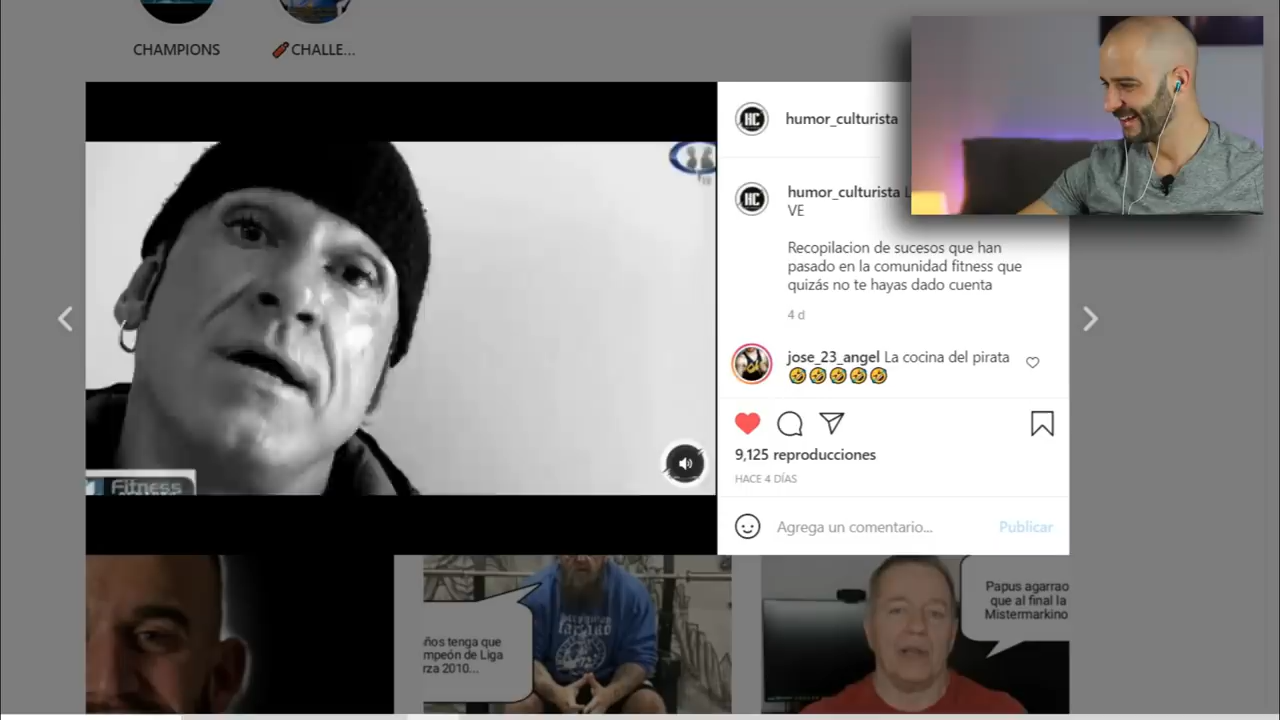 CHAMPIONS
CHALLE...
HC
humor_culturista
HC
humor_culturista
VE
Recopilacion de sucesos que han
pasado en la comunidad fitness que
quizás no te hayas dado cuenta
4 d
jose_23_angel La cocina del pirata
🤣🤣🤣🤣🤣
9,125 reproducciones
HACE 4 DÍAS
Agrega un comentario... Publicar
Fitness
ños tenga que
mpeón de Liga
rza 2010...
Papus agarrao
que al final la
Mistermarkino